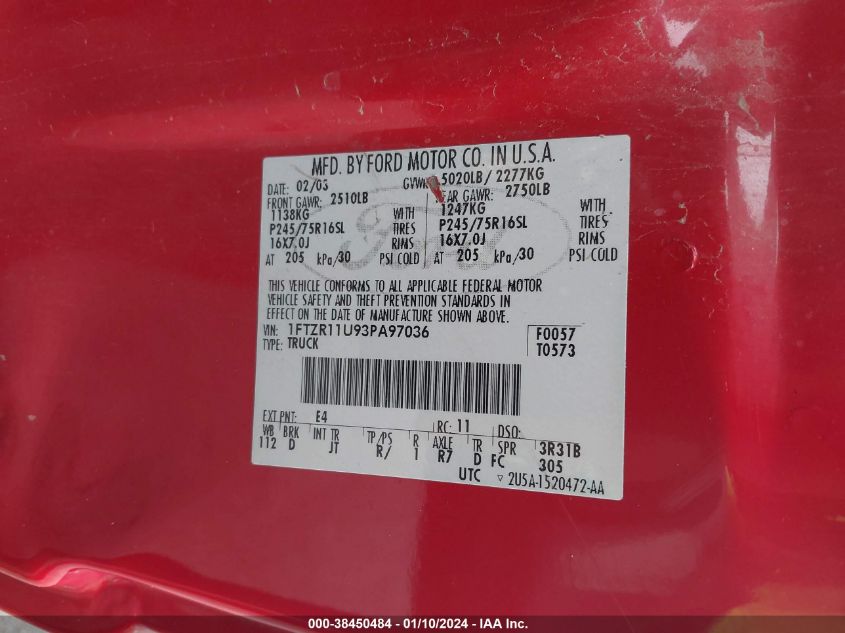 MFD. BY FORD MOTOR CO. IN U.S.A.
DATE: 02/03 5020LB/ 2277KG
FRONT GAWR: 2510LB GAWR: 2750LB
1138KG WITH 1247KG WITH
P245/75R16SL TIRES P245/75R16SL TIRES
16X7.0J RIMS 16X7.0J RIMS
AT 205 kPa/30 PSI COLD AT 205 kPa/30 PSI COLD
Ford
THIS VEHICLE CONFORMS TO ALL APPLICABLE FEDERAL MOTOR
VEHICLE SAFETY AND THEFT PREVENTION STANDARDS IN
EFFECT ON THE DATE OF MANUFACTURE SHOWN ABOVE.
VIN: 1FTZR11U93PA97036 F0057
TYPE: TRUCK T0573
EXT PNT: E4 RC: 11 DSO:
WB BRK INT TR TP/PS R AXLE TR SPR 3R3TB
112 D JT R/ 1 R7 D FC 305
UTC ▽ 2U5A-1520472-AA
000-38450484 - 01/10/2024 - IAA Inc.